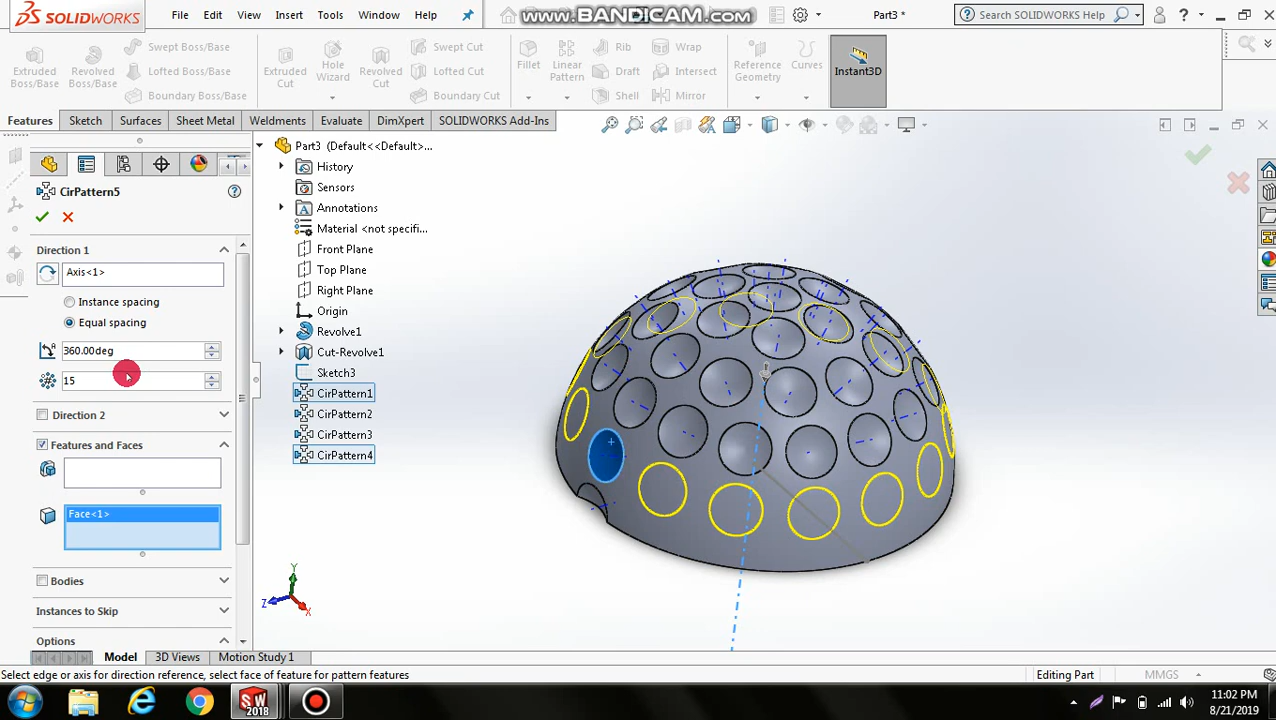 SOLIDWORKS
File
Edit
View
Insert
Tools
Window
Help
www.BANDICAM.com
Part3 *
Search SOLIDWORKS Help
Extruded Boss/Base
Revolved Boss/Base
Swept Boss/Base
Lofted Boss/Base
Boundary Boss/Base
Extruded Cut
Hole Wizard
Revolved Cut
Swept Cut
Lofted Cut
Boundary Cut
Fillet
Linear Pattern
Rib
Draft
Shell
Wrap
Intersect
Mirror
Reference Geometry
Curves
Instant3D
Features
Sketch
Surfaces
Sheet Metal
Weldments
Evaluate
DimXpert
SOLIDWORKS Add-Ins
CirPattern5
Direction 1
Axis<1>
Instance spacing
Equal spacing
360.00deg
15
Direction 2
Features and Faces
Face<1>
Bodies
Instances to Skip
Options
Part3 (Default<<Default>...
History
Sensors
Annotations
Material <not specifi...
Front Plane
Top Plane
Right Plane
Origin
Revolve1
Cut-Revolve1
Sketch3
CirPattern1
CirPattern2
CirPattern3
CirPattern4
Y
Z
X
Model
3D Views
Motion Study 1
Select edge or axis for direction reference, select face of feature for pattern features
Editing Part
MMGS
SW
2018
11:02 PM
8/21/2019